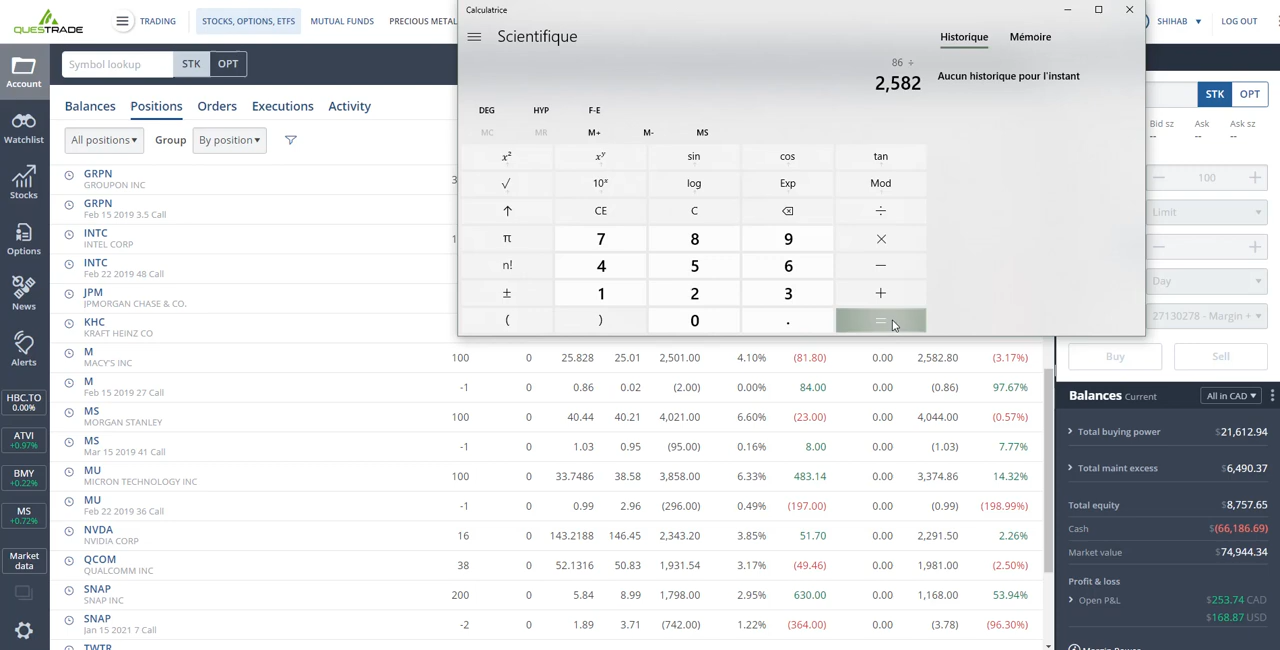 QUESTRADE
TRADING
STOCKS, OPTIONS, ETFS
MUTUAL FUNDS
PRECIOUS METAL
SHIHAB ▼
LOG OUT
Calculatrice
Scientifique
Historique
Mémoire
86 ÷
2,582
Aucun historique pour l'instant
DEG
HYP
F-E
MC
MR
M+
M-
MS
x²
xʸ
sin
cos
tan
√
10ˣ
log
Exp
Mod
↑
CE
C
⌫
÷
π
7
8
9
×
n!
4
5
6
−
±
1
2
3
+
(
)
0
.
=
Account
Watchlist
Stocks
Options
News
Alerts
HBC.TO
0.00%
ATVI
+0.97%
BMY
+0.22%
MS
+0.72%
Market
data
Symbol lookup
STK
OPT
Balances
Positions
Orders
Executions
Activity
All positions ▾
Group
By position ▾
GRPN
GROUPON INC
3
GRPN
Feb 15 2019 3.5 Call
INTC
INTEL CORP
1
INTC
Feb 22 2019 48 Call
JPM
JPMORGAN CHASE & CO.
KHC
KRAFT HEINZ CO
M 100 0 25.828 25.01 2,501.00 4.10% (81.80) 0.00 2,582.80 (3.17%)
MACY'S INC
M -1 0 0.86 0.02 (2.00) 0.00% 84.00 0.00 (0.86) 97.67%
Feb 15 2019 27 Call
MS 100 0 40.44 40.21 4,021.00 6.60% (23.00) 0.00 4,044.00 (0.57%)
MORGAN STANLEY
MS -1 0 1.03 0.95 (95.00) 0.16% 8.00 0.00 (1.03) 7.77%
Mar 15 2019 41 Call
MU 100 0 33.7486 38.58 3,858.00 6.33% 483.14 0.00 3,374.86 14.32%
MICRON TECHNOLOGY INC
MU -1 0 0.99 2.96 (296.00) 0.49% (197.00) 0.00 (0.99) (198.99%)
Feb 22 2019 36 Call
NVDA 16 0 143.2188 146.45 2,343.20 3.85% 51.70 0.00 2,291.50 2.26%
NVIDIA CORP
QCOM 38 0 52.1316 50.83 1,931.54 3.17% (49.46) 0.00 1,981.00 (2.50%)
QUALCOMM INC
SNAP 200 0 5.84 8.99 1,798.00 2.95% 630.00 0.00 1,168.00 53.94%
SNAP INC
SNAP -2 0 1.89 3.71 (742.00) 1.22% (364.00) 0.00 (3.78) (96.30%)
Jan 15 2021 7 Call
TWTR
STK
OPT
Bid sz
Ask
Ask sz
--
--
--
100
Limit
Day
27130278 - Margin
Buy
Sell
Balances Current
All in CAD ▾
Total buying power $21,612.94
Total maint excess $6,490.37
Total equity $8,757.65
Cash $(66,186.69)
Market value $74,944.34
Profit & loss
Open P&L $253.74 CAD
$168.87 USD
Margin Power